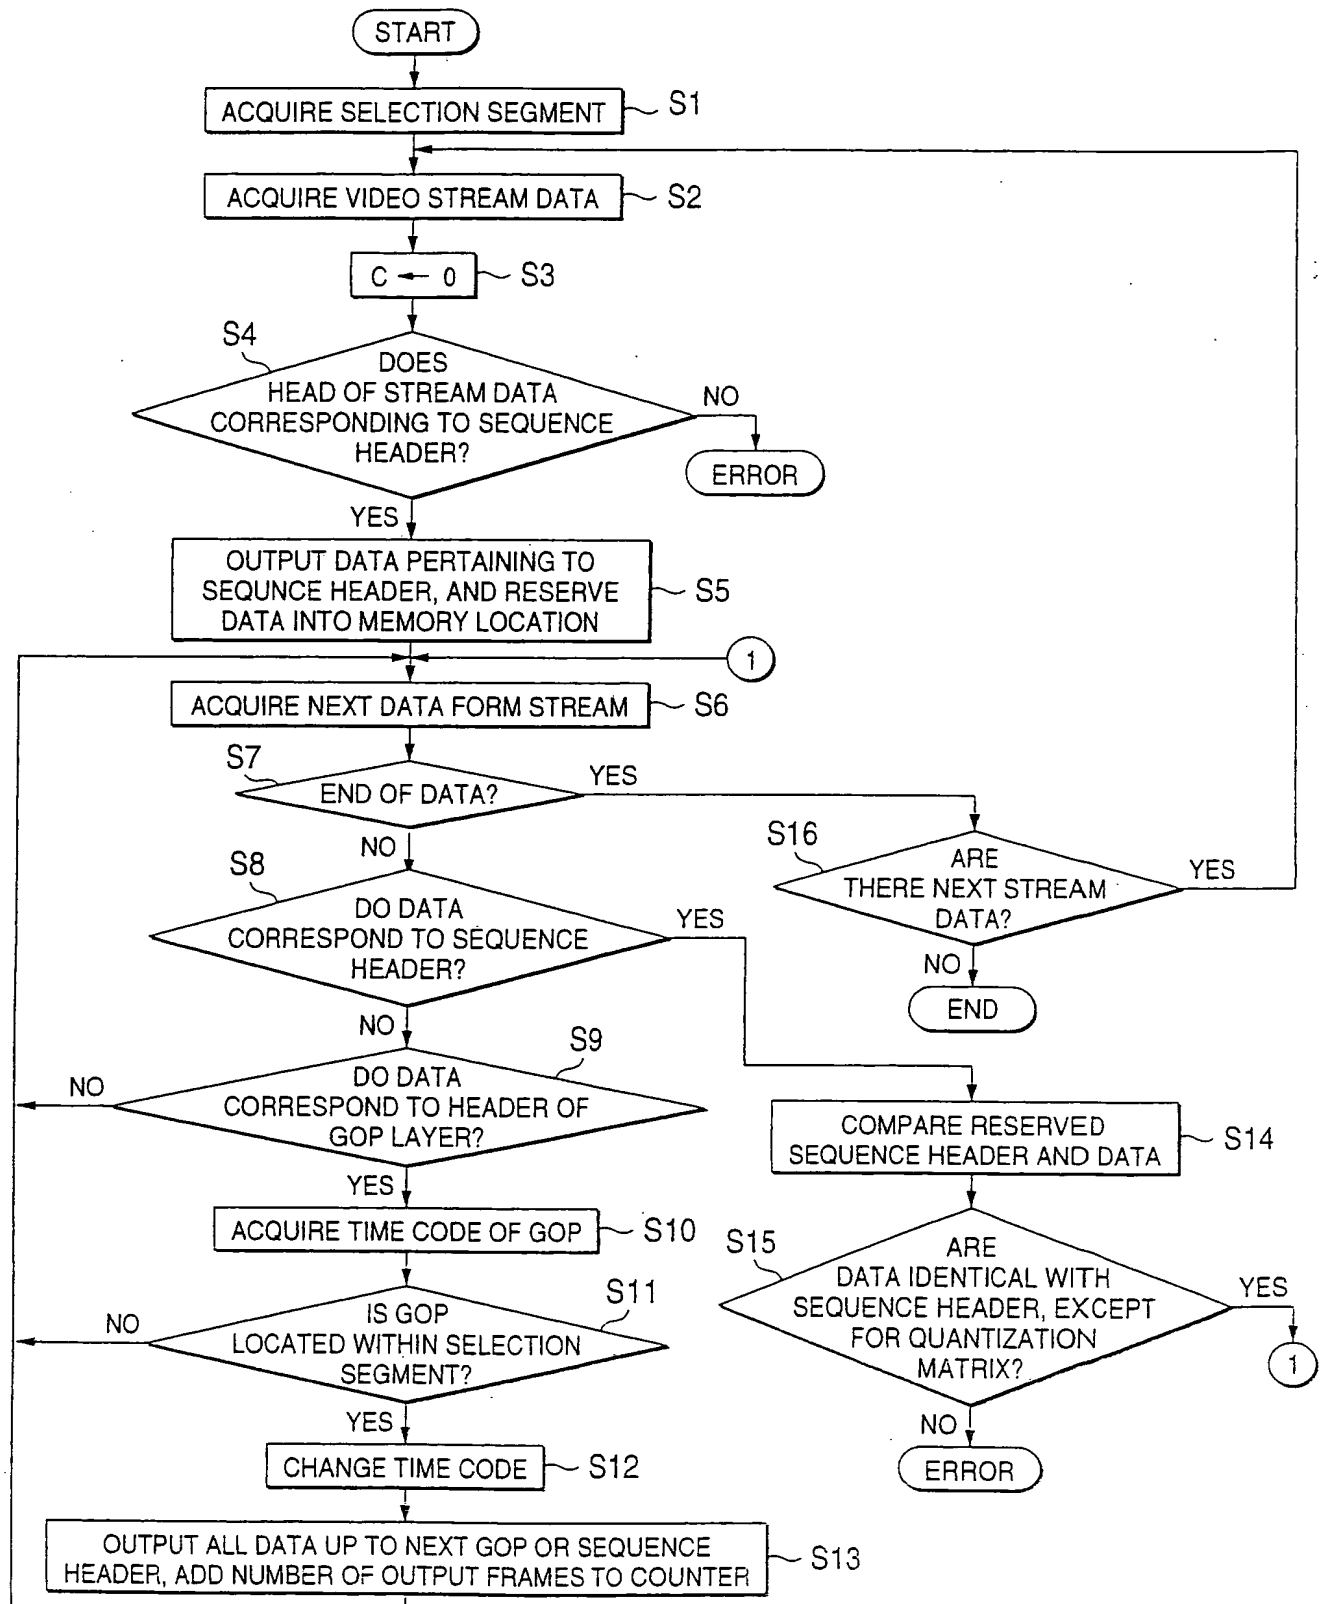 START
ACQUIRE SELECTION SEGMENT
S1
ACQUIRE VIDEO STREAM DATA
S2
C ← 0
S3
S4
DOES
HEAD OF STREAM DATA
CORRESPONDING TO SEQUENCE
HEADER?
NO
ERROR
YES
OUTPUT DATA PERTAINING TO
SEQUNCE HEADER, AND RESERVE
DATA INTO MEMORY LOCATION
S5
1
ACQUIRE NEXT DATA FORM STREAM
S6
S7
END OF DATA?
YES
NO
S16
ARE
THERE NEXT STREAM
DATA?
YES
NO
END
S8
DO DATA
CORRESPOND TO SEQUENCE
HEADER?
YES
NO
S9
DO DATA
CORRESPOND TO HEADER OF
GOP LAYER?
NO
YES
COMPARE RESERVED
SEQUENCE HEADER AND DATA
S14
ACQUIRE TIME CODE OF GOP
S10
S15
ARE
DATA IDENTICAL WITH
SEQUENCE HEADER, EXCEPT
FOR QUANTIZATION
MATRIX?
YES
1
NO
ERROR
S11
IS GOP
LOCATED WITHIN SELECTION
SEGMENT?
NO
YES
CHANGE TIME CODE
S12
OUTPUT ALL DATA UP TO NEXT GOP OR SEQUENCE
HEADER, ADD NUMBER OF OUTPUT FRAMES TO COUNTER
S13